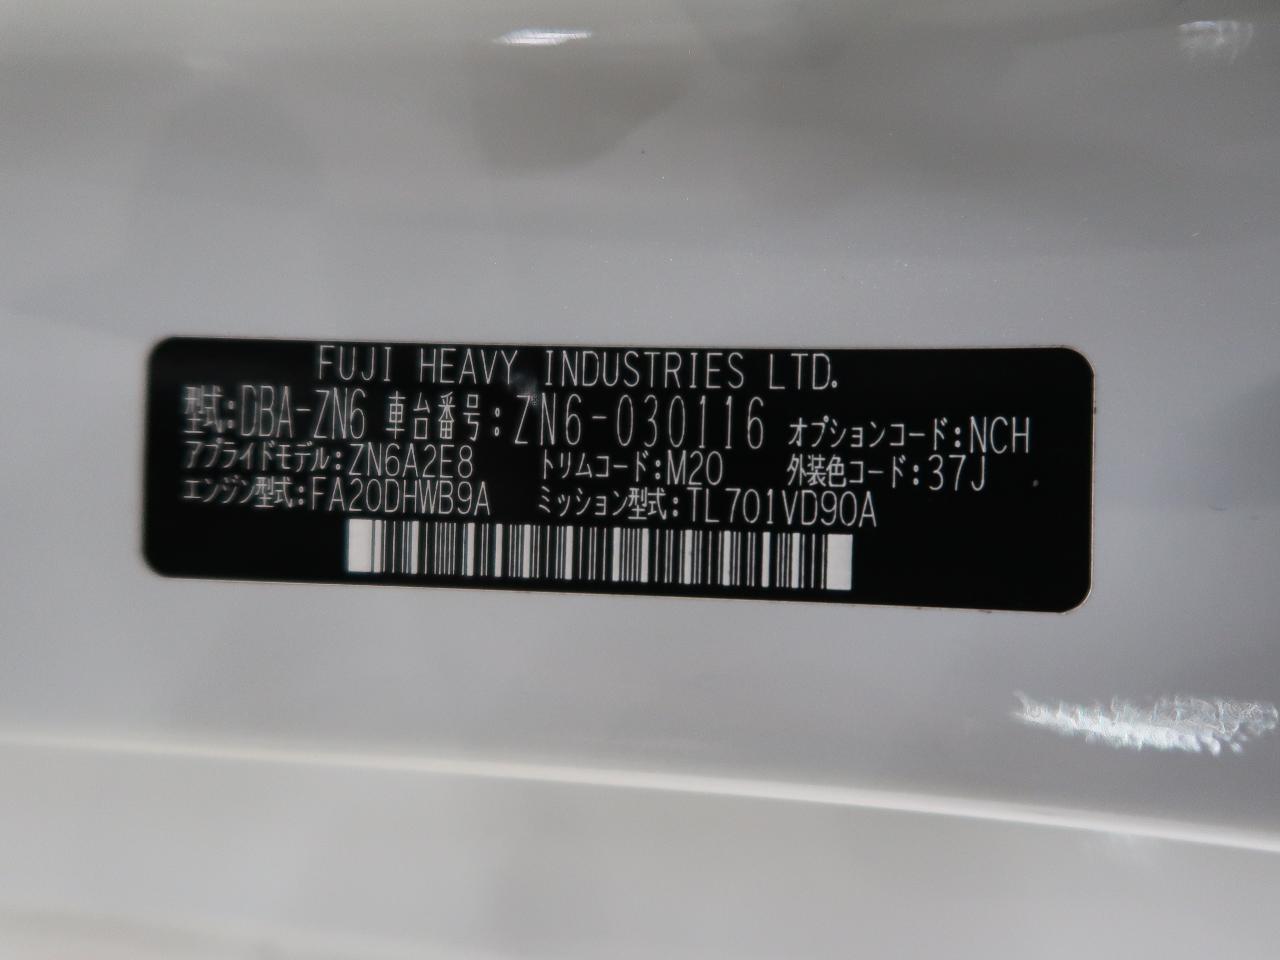 FUJI HEAVY INDUSTRIES LTD.
型式:DBA-ZN6 車台番号:ZN6-030116 オプションコード:NCH
アプライドモデル:ZN6A2E8 トリムコード:M20 外装色コード:37J
エンジン型式:FA20DHWB9A ミッション型式:TL701VD90A